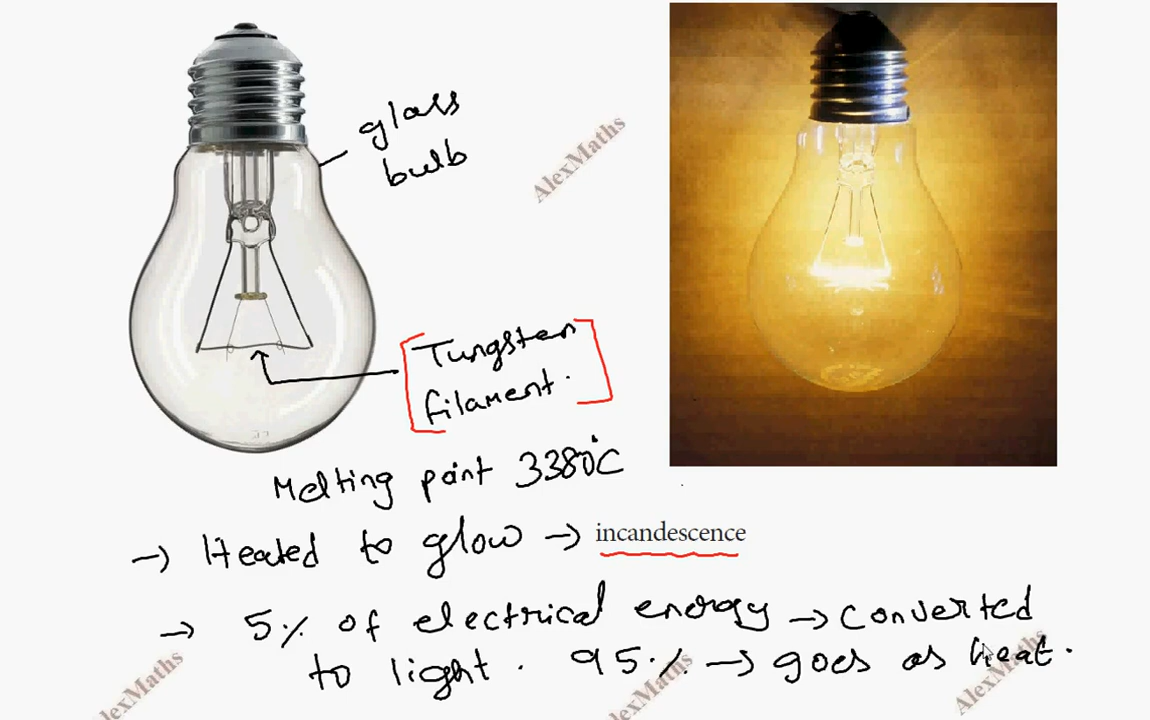 glass
bulb
AlexMaths
Tungsten
filament.
Melting point 3380°C
→ Heated to glow → incandescence
→ 5% of electrical energy → converted
to light. 95% → goes as heat.
AlexMaths
AlexMaths
AlexMaths